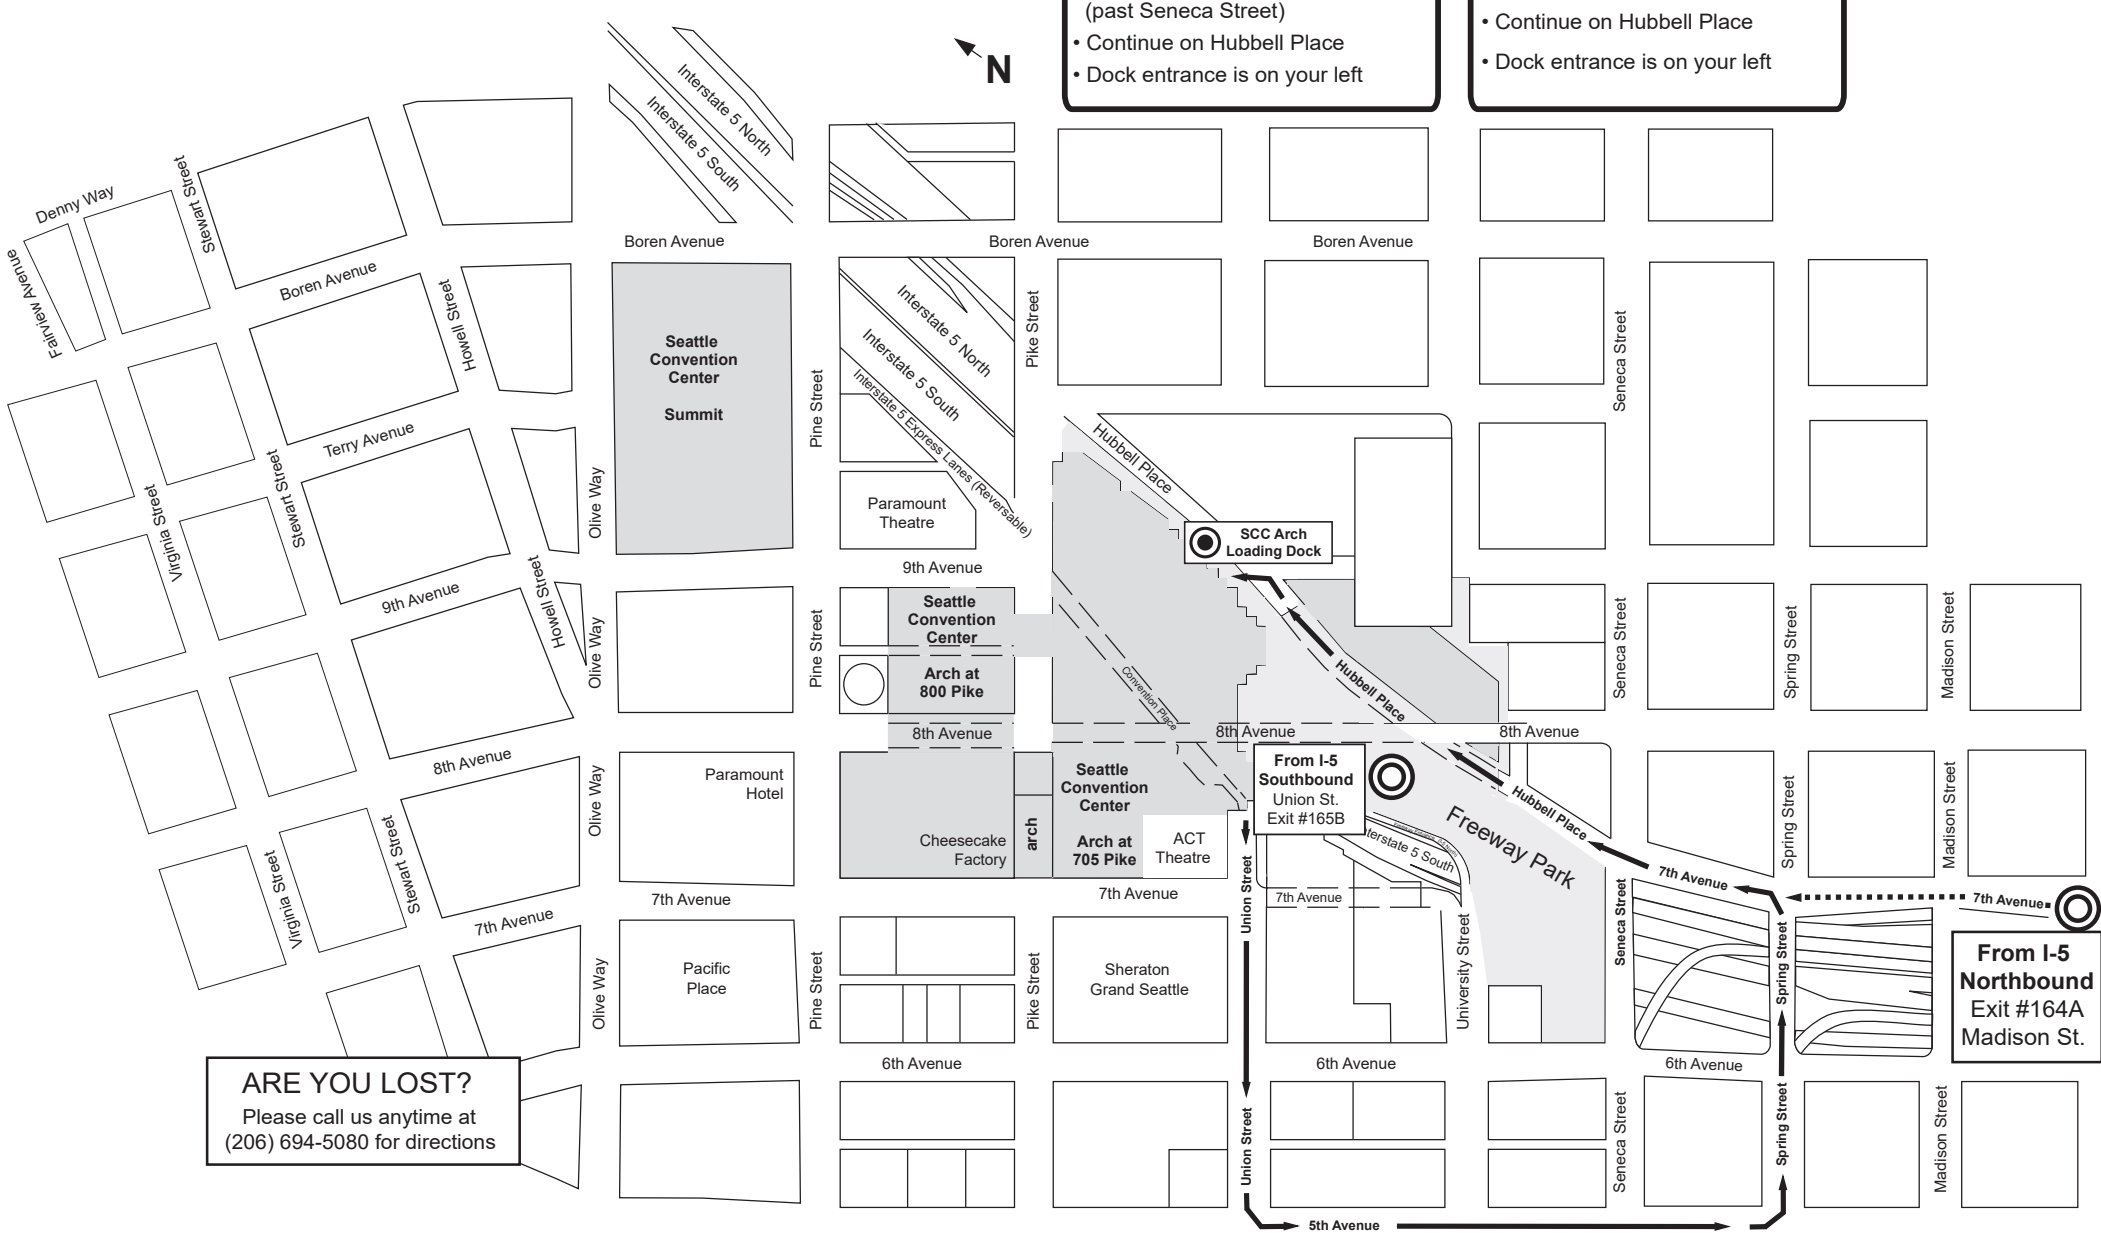 (past Seneca Street)
• Continue on Hubbell Place
• Dock entrance is on your left
• Continue on Hubbell Place
• Dock entrance is on your left
N
Interstate 5 North
Interstate 5 South
Denny Way
Stewart Street
Fairview Avenue
Boren Avenue
Boren Avenue
Boren Avenue
Boren Avenue
Howell Street
Seattle
Convention
Center
Summit
Pine Street
Interstate 5 North
Interstate 5 South
Interstate 5 Express Lanes (Reversable)
Pike Street
Seneca Street
Terry Avenue
Stewart Street
Virginia Street
Olive Way
Paramount
Theatre
Hubbell Place
SCC Arch
Loading Dock
9th Avenue
9th Avenue
Howell Street
Olive Way
Pine Street
Seattle
Convention
Center
Arch at
800 Pike
Convention Place
Hubbell Place
Seneca Street
Spring Street
Madison Street
8th Avenue
8th Avenue
8th Avenue
8th Avenue
Olive Way
Paramount
Hotel
Cheesecake
Factory
arch
Seattle
Convention
Center
Arch at
705 Pike
ACT
Theatre
From I-5
Southbound
Union St.
Exit #165B
terstate 5 South
Freeway Park
Hubbell Place
Spring Street
Madison Street
Virginia Street
Stewart Street
7th Avenue
7th Avenue
7th Avenue
7th Avenue
7th Avenue
7th Avenue
Union Street
University Street
Seneca Street
Spring Street
From I-5
Northbound
Exit #164A
Madison St.
Olive Way
Pacific
Place
Pine Street
Pike Street
Sheraton
Grand Seattle
6th Avenue
6th Avenue
6th Avenue
ARE YOU LOST?
Please call us anytime at
(206) 694-5080 for directions
Union Street
Seneca Street
Spring Street
Madison Street
5th Avenue